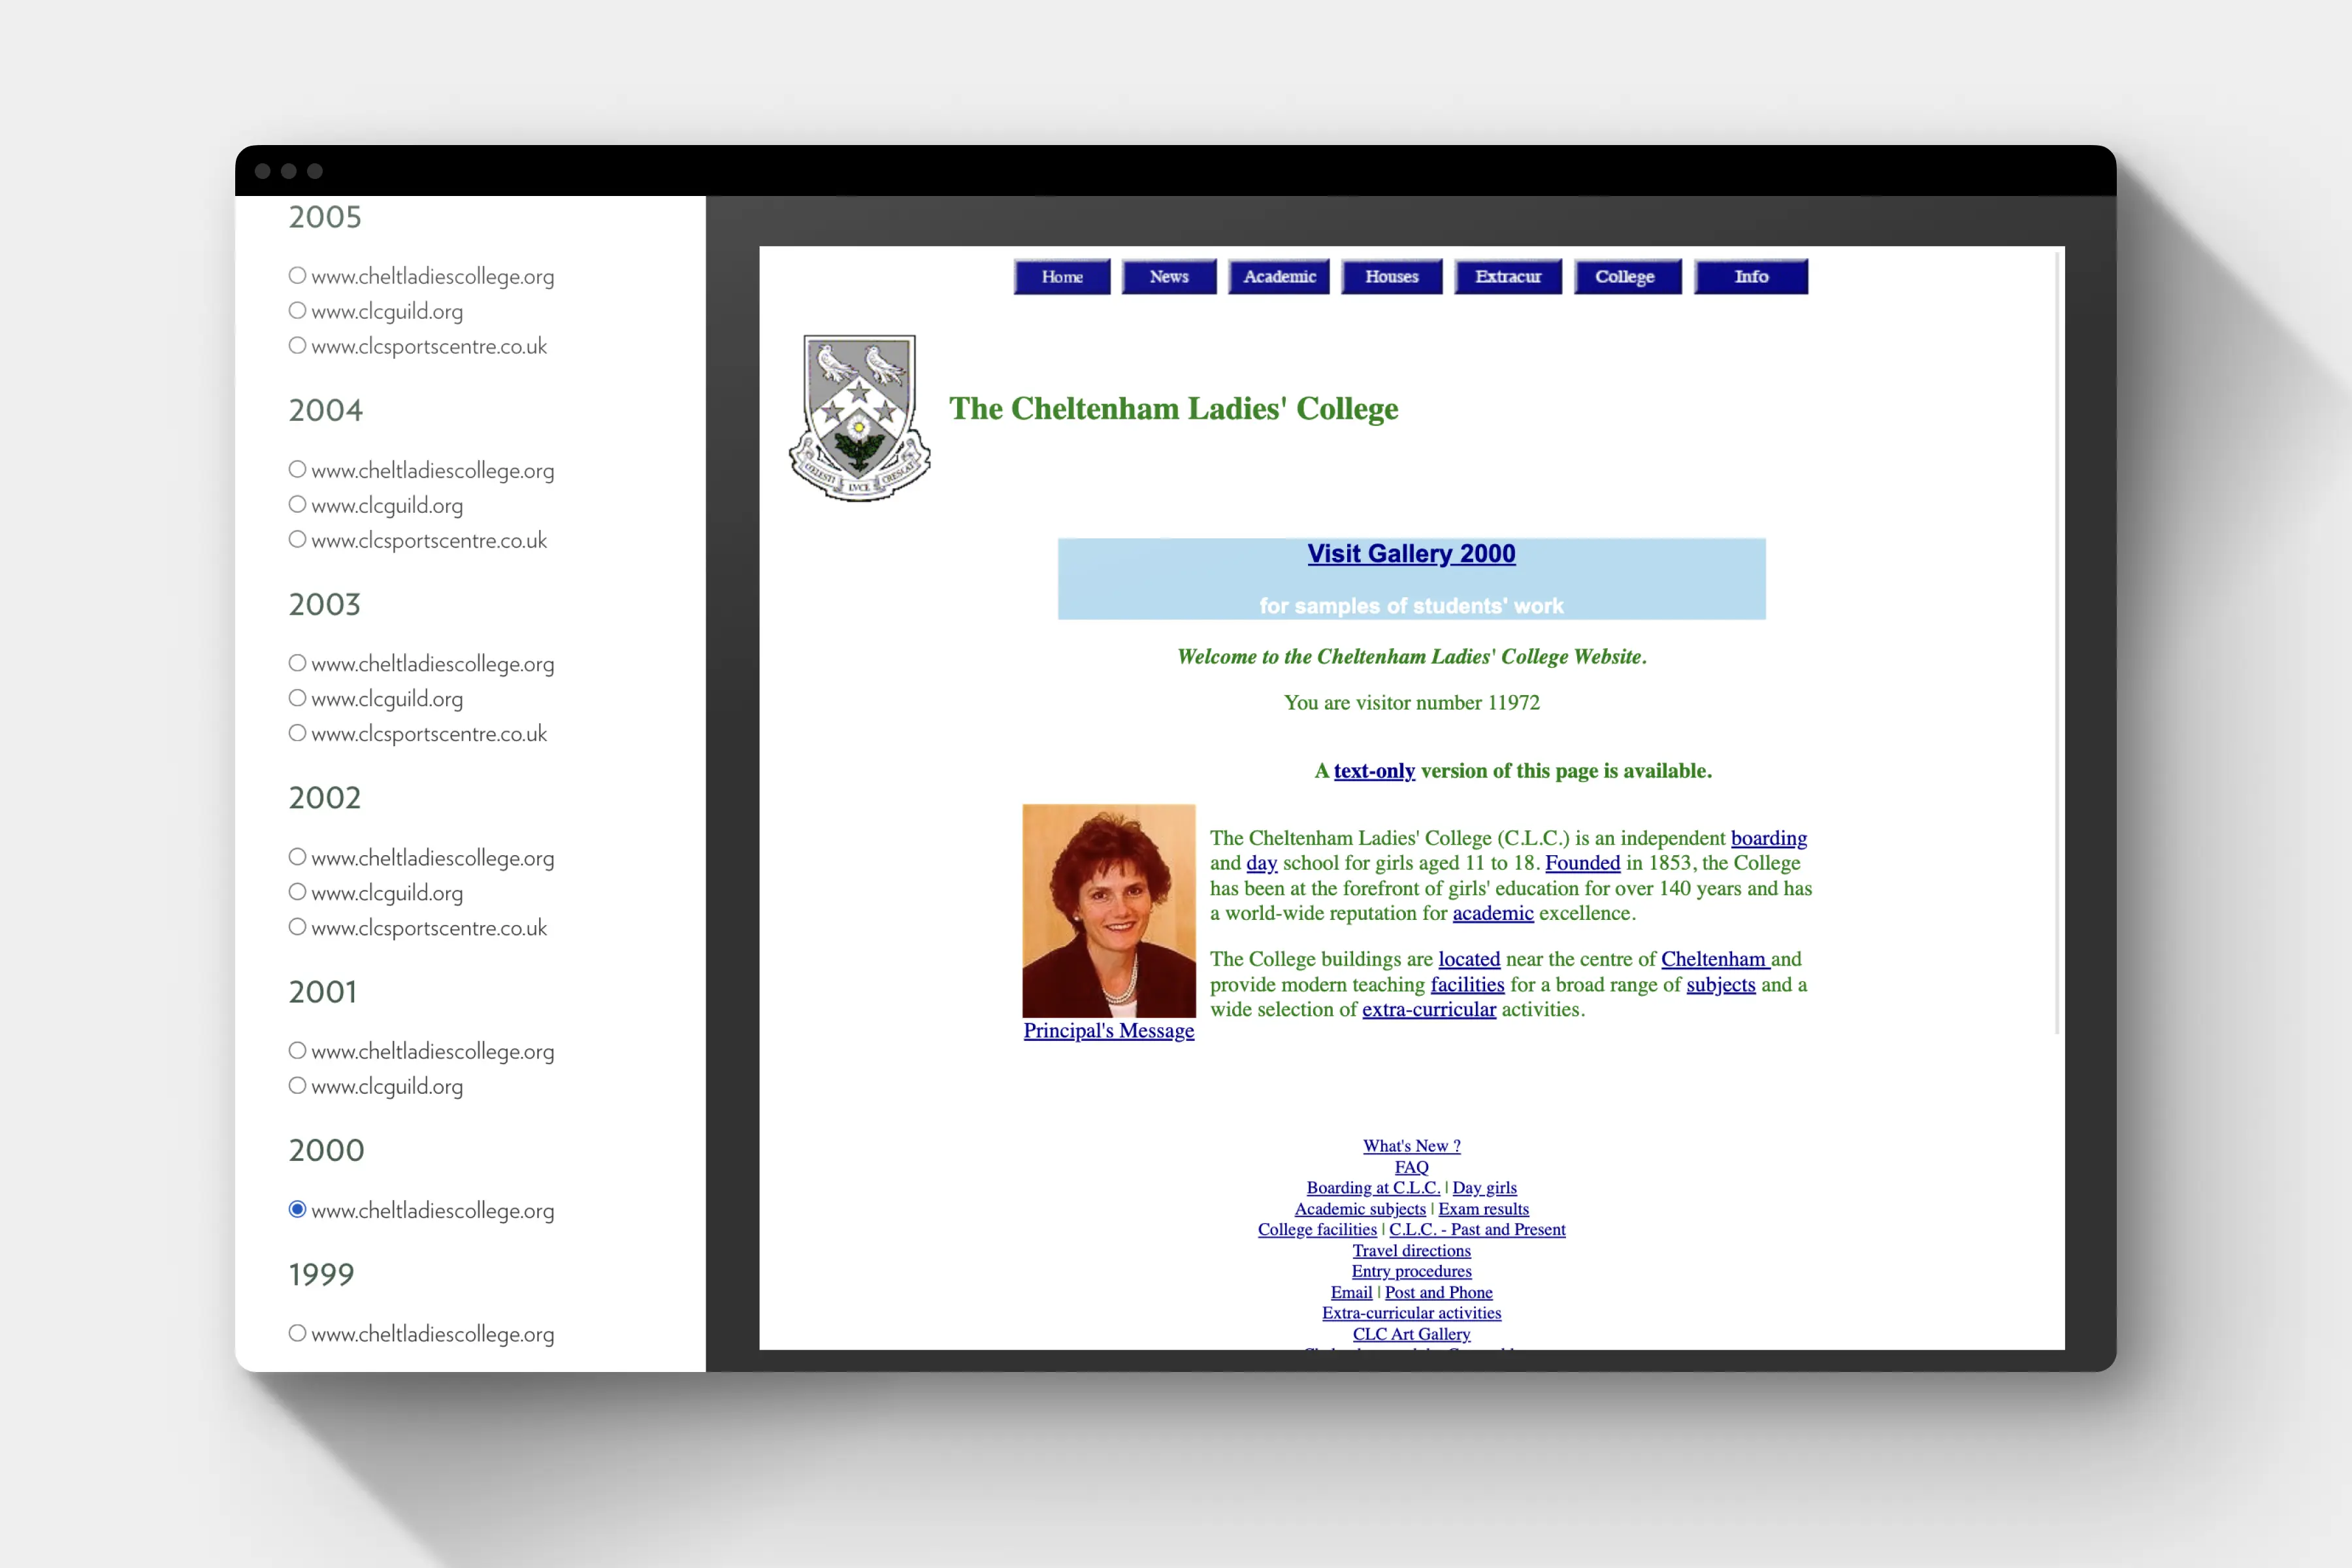 2005
www.cheltladiescollege.org
www.clcguild.org
www.clcsportscentre.co.uk
2004
www.cheltladiescollege.org
www.clcguild.org
www.clcsportscentre.co.uk
2003
www.cheltladiescollege.org
www.clcguild.org
www.clcsportscentre.co.uk
2002
www.cheltladiescollege.org
www.clcguild.org
www.clcsportscentre.co.uk
2001
www.cheltladiescollege.org
www.clcguild.org
2000
www.cheltladiescollege.org
1999
www.cheltladiescollege.org
Home News Academic Houses Extracur College Info
The Cheltenham Ladies' College
LVCE CRESCAT
Visit Gallery 2000
for samples of students' work
Welcome to the Cheltenham Ladies' College Website.
You are visitor number 11972
A text-only version of this page is available.
The Cheltenham Ladies' College (C.L.C.) is an independent boarding
and day school for girls aged 11 to 18. Founded in 1853, the College
has been at the forefront of girls' education for over 140 years and has
a world-wide reputation for academic excellence.
The College buildings are located near the centre of Cheltenham and
provide modern teaching facilities for a broad range of subjects and a
wide selection of extra-curricular activities.
Principal's Message
What's New ?
FAQ
Boarding at C.L.C. | Day girls
Academic subjects | Exam results
College facilities | C.L.C. - Past and Present
Travel directions
Entry procedures
Email | Post and Phone
Extra-curricular activities
CLC Art Gallery